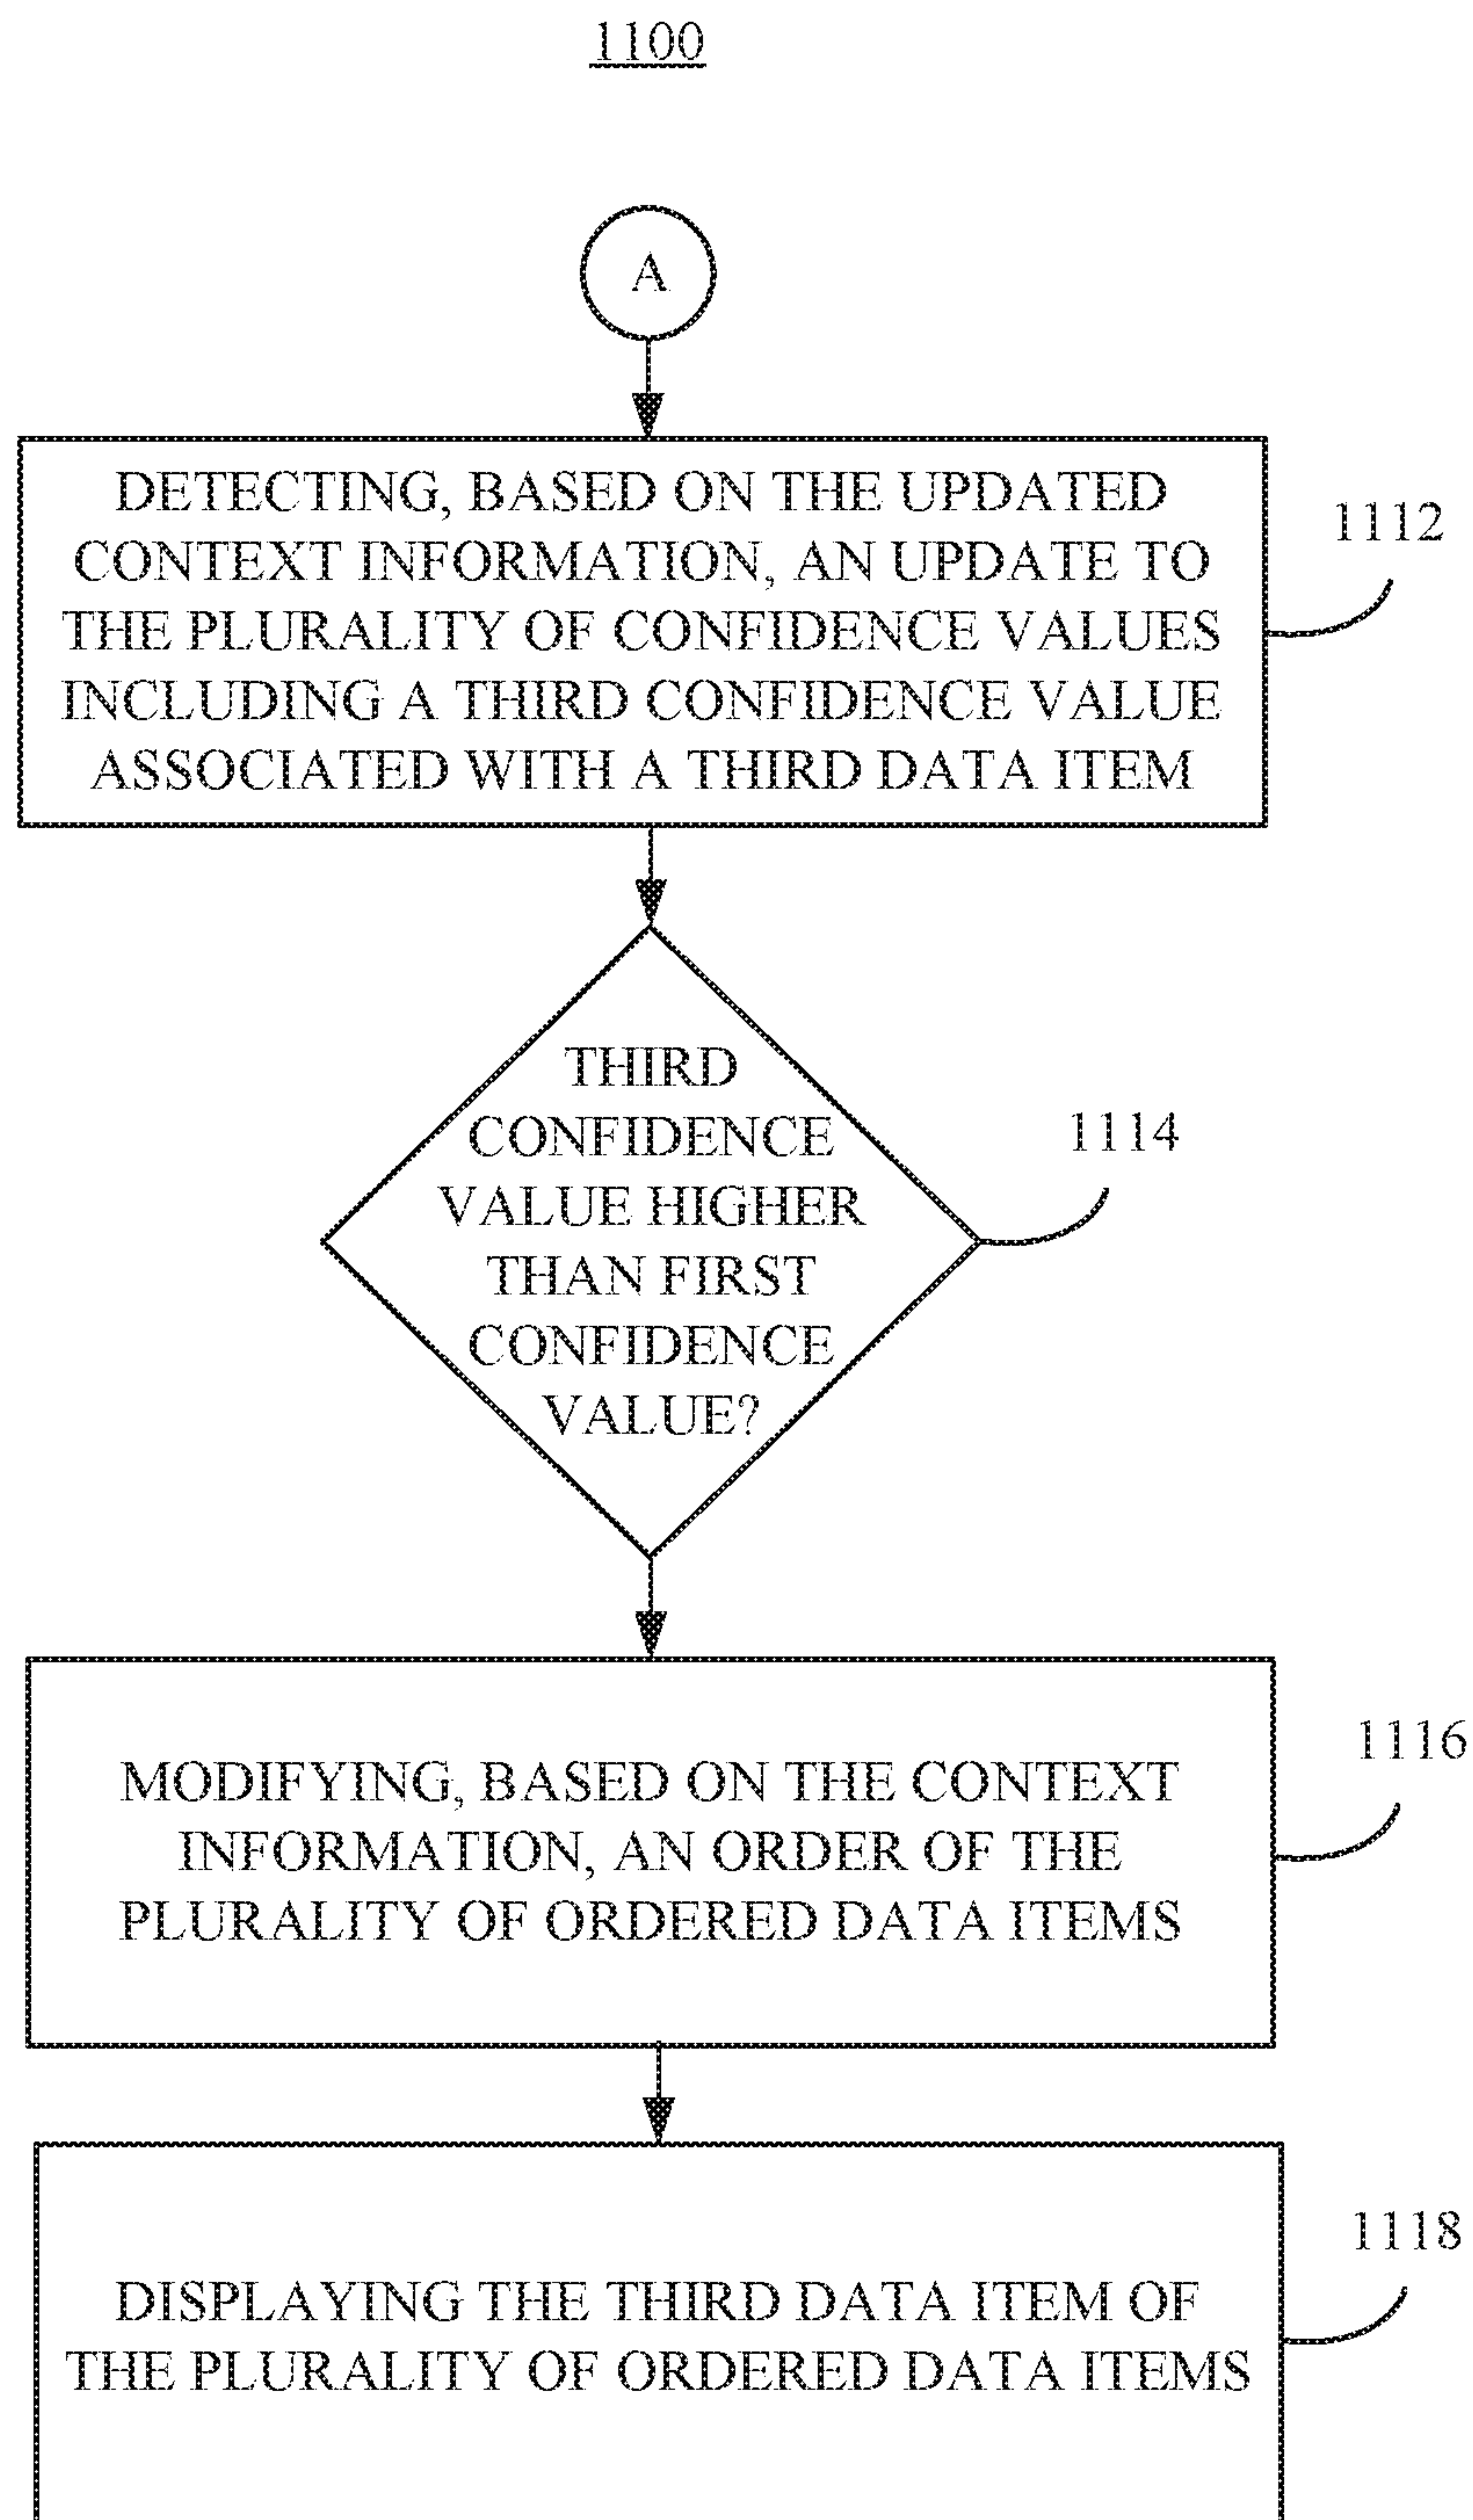 1100
A
DETECTING, BASED ON THE UPDATED
CONTEXT INFORMATION, AN UPDATE TO
THE PLURALITY OF CONFIDENCE VALUES
INCLUDING A THIRD CONFIDENCE VALUE
ASSOCIATED WITH A THIRD DATA ITEM
1112
THIRD
CONFIDENCE
VALUE HIGHER
THAN FIRST
CONFIDENCE
VALUE?
1114
MODIFYING, BASED ON THE CONTEXT
INFORMATION, AN ORDER OF THE
PLURALITY OF ORDERED DATA ITEMS
1116
DISPLAYING THE THIRD DATA ITEM OF
THE PLURALITY OF ORDERED DATA ITEMS
1118